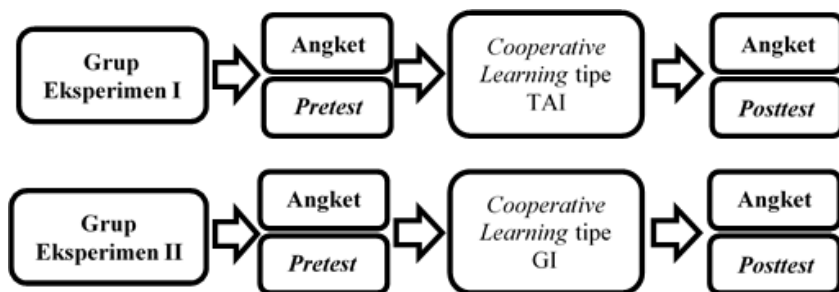 Grup
Eksperimen I
Angket
Pretest
Cooperative
Learning tipe
TAI
Angket
Posttest
Grup
Eksperimen II
Angket
Pretest
Cooperative
Learning tipe
GI
Angket
Posttest